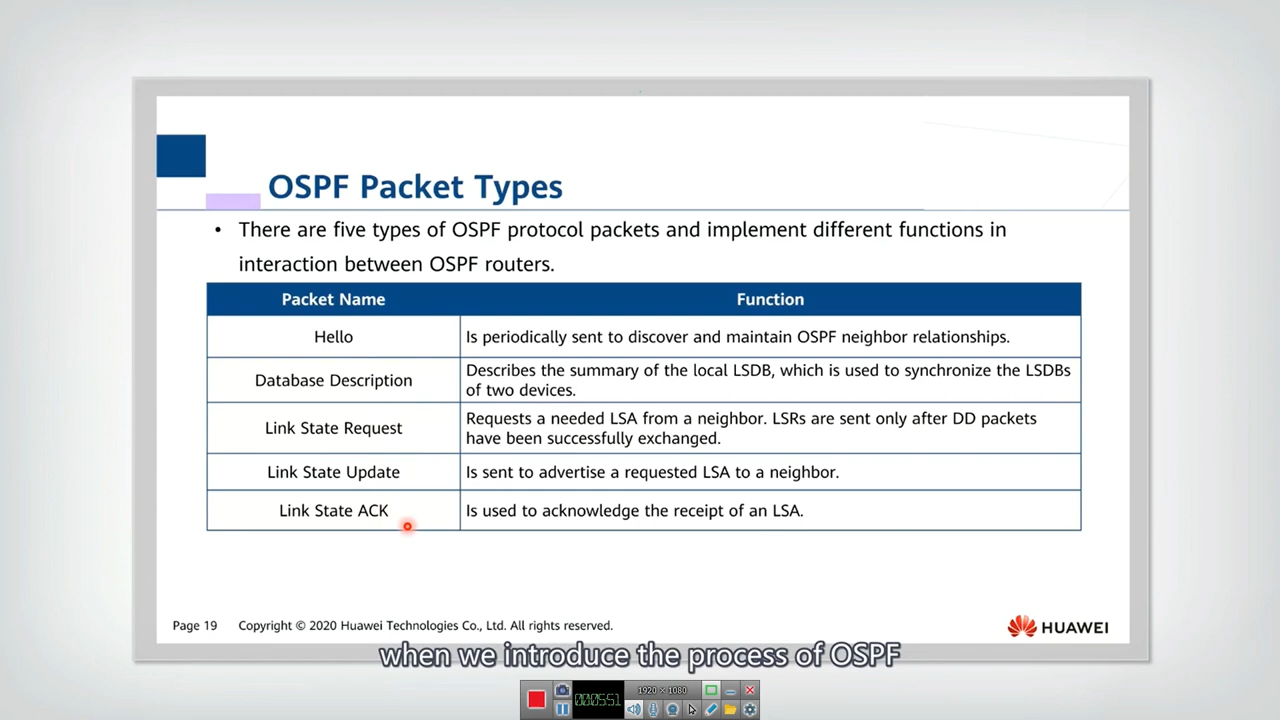 OSPF Packet Types
• There are five types of OSPF protocol packets and implement different functions in
interaction between OSPF routers.
Packet Name Function
Hello Is periodically sent to discover and maintain OSPF neighbor relationships.
Database Description Describes the summary of the local LSDB, which is used to synchronize the LSDBs
of two devices.
Link State Request Requests a needed LSA from a neighbor. LSRs are sent only after DD packets
have been successfully exchanged.
Link State Update Is sent to advertise a requested LSA to a neighbor.
Link State ACK Is used to acknowledge the receipt of an LSA.
Page 19 Copyright © 2020 Huawei Technologies Co., Ltd. All rights reserved.
HUAWEI
when we introduce the process of OSPF
000:05:51
1920 × 1080